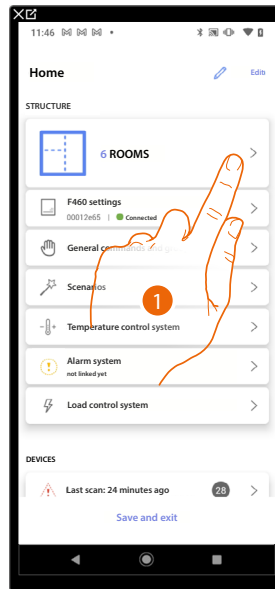 11:46
Home
Edit
STRUCTURE
6 ROOMS
F460 settings
00012e65 | Connected
General commands and g
Scenarios
1
Temperature control system
Alarm system
not linked yet
Load control system
DEVICES
Last scan: 24 minutes ago
28
Save and exit